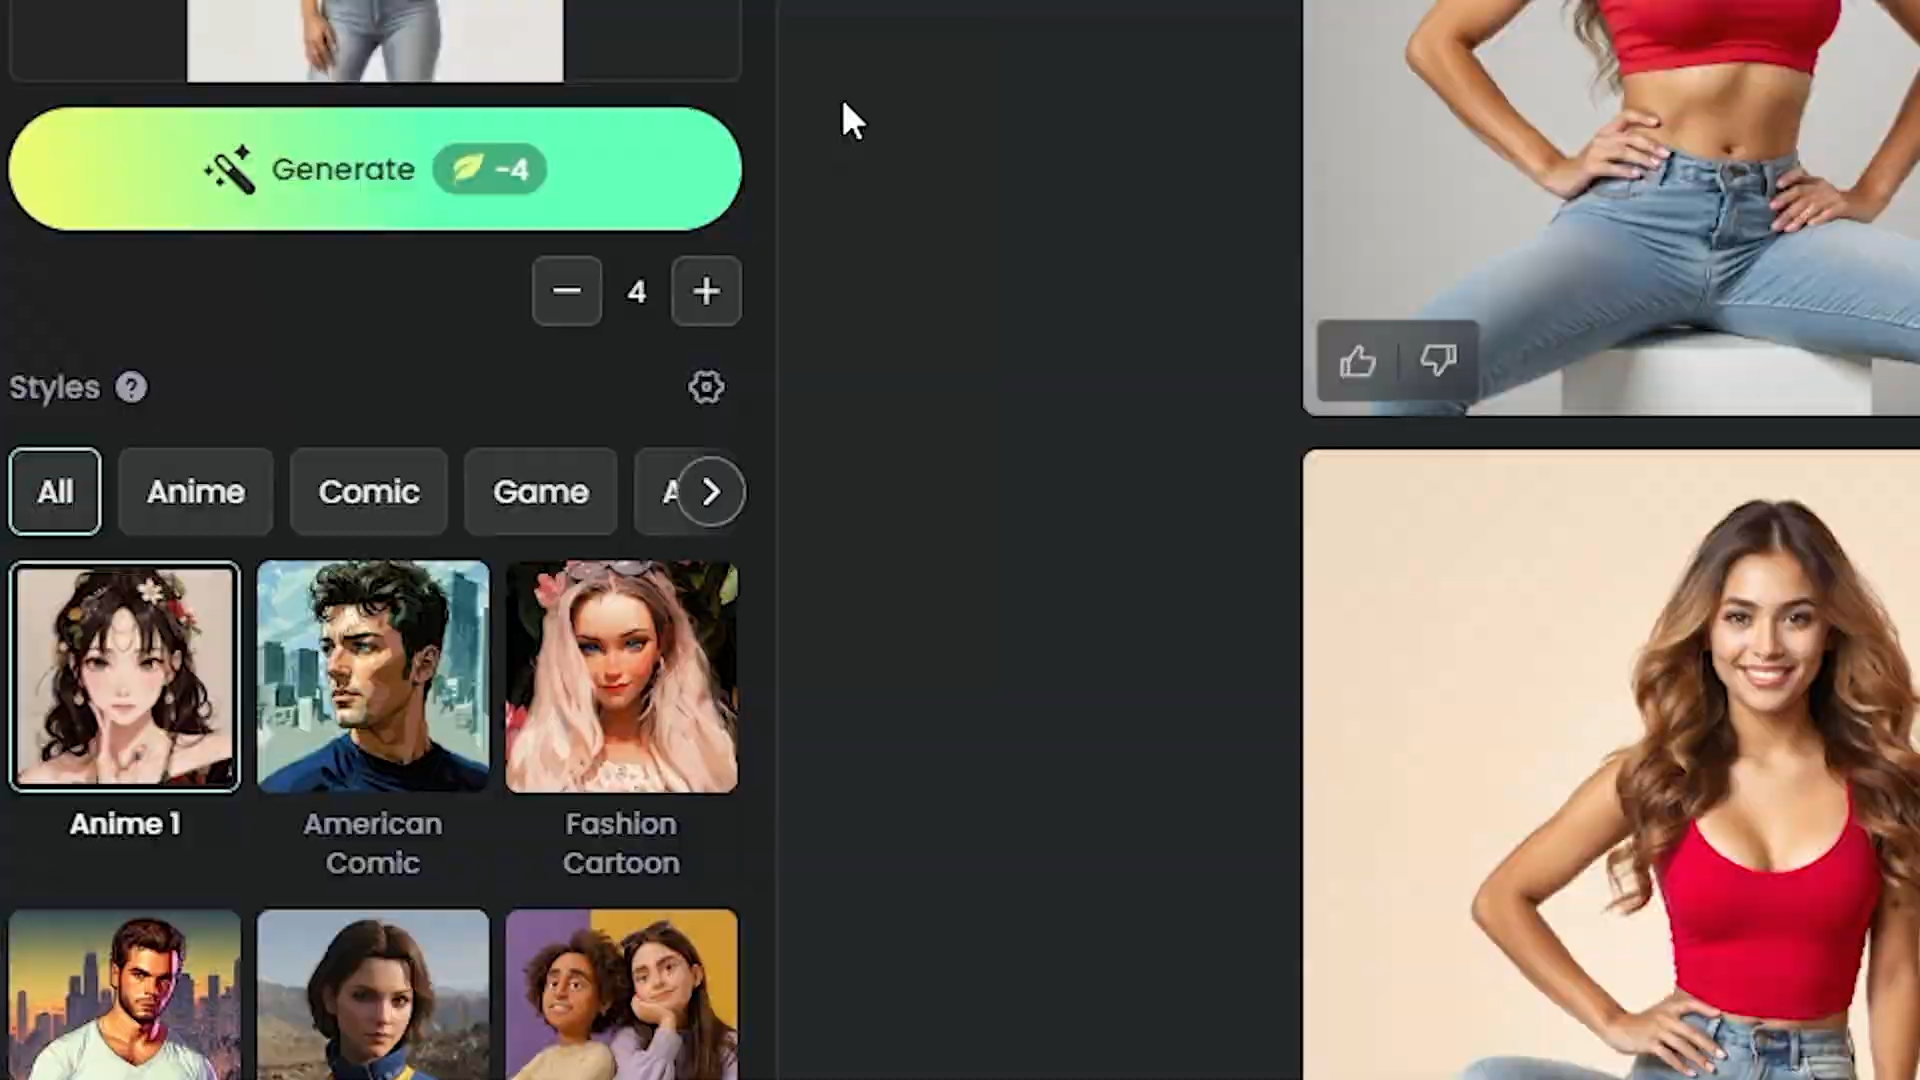 Generate -4
4
Styles ?
All Anime Comic Game A
Anime 1
American
Comic
Fashion
Cartoon